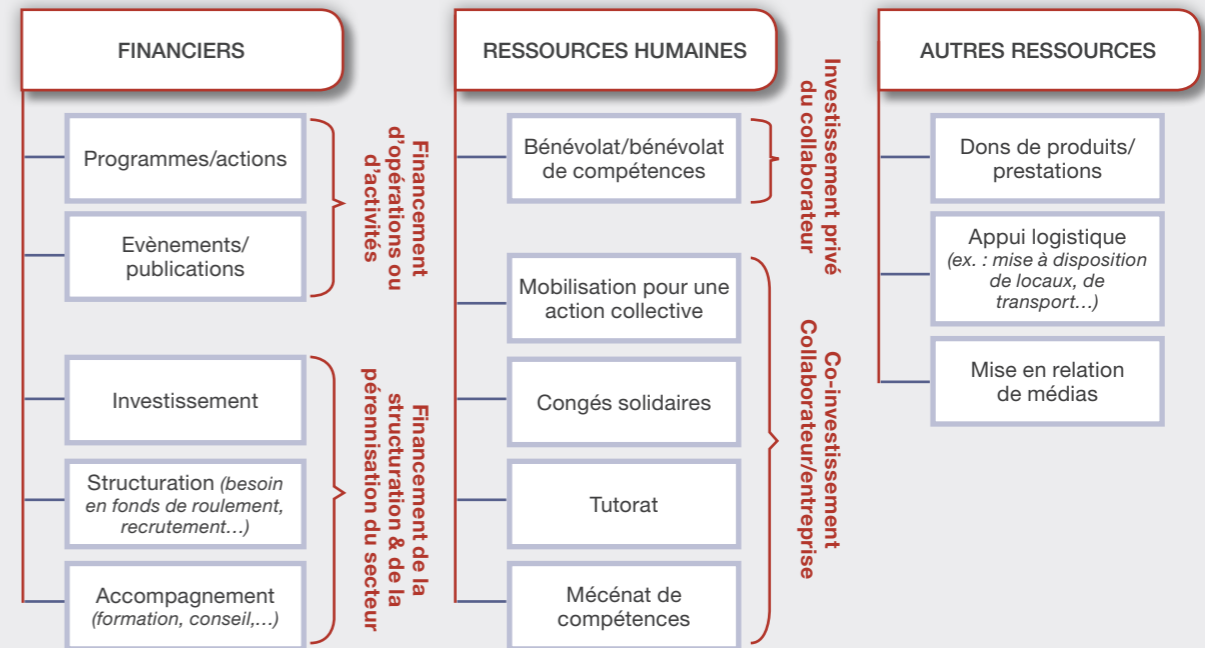 FINANCIERS
Programmes/actions
Evènements/
publications
Financement
d'opérations ou
d'activités
Investissement
Structuration (besoin
en fonds de roulement,
recrutement…)
Accompagnement
(formation, conseil,…)
Financement de la
structuration & de la
pérennisation du secteur
RESSOURCES HUMAINES
Bénévolat/bénévolat
de compétences
Investissement privé
du collaborateur
Mobilisation pour une
action collective
Congés solidaires
Tutorat
Mécénat de
compétences
Co-investissement
Collaborateur/entreprise
AUTRES RESSOURCES
Dons de produits/
prestations
Appui logistique
(ex. : mise à disposition
de locaux, de
transport…)
Mise en relation
de médias